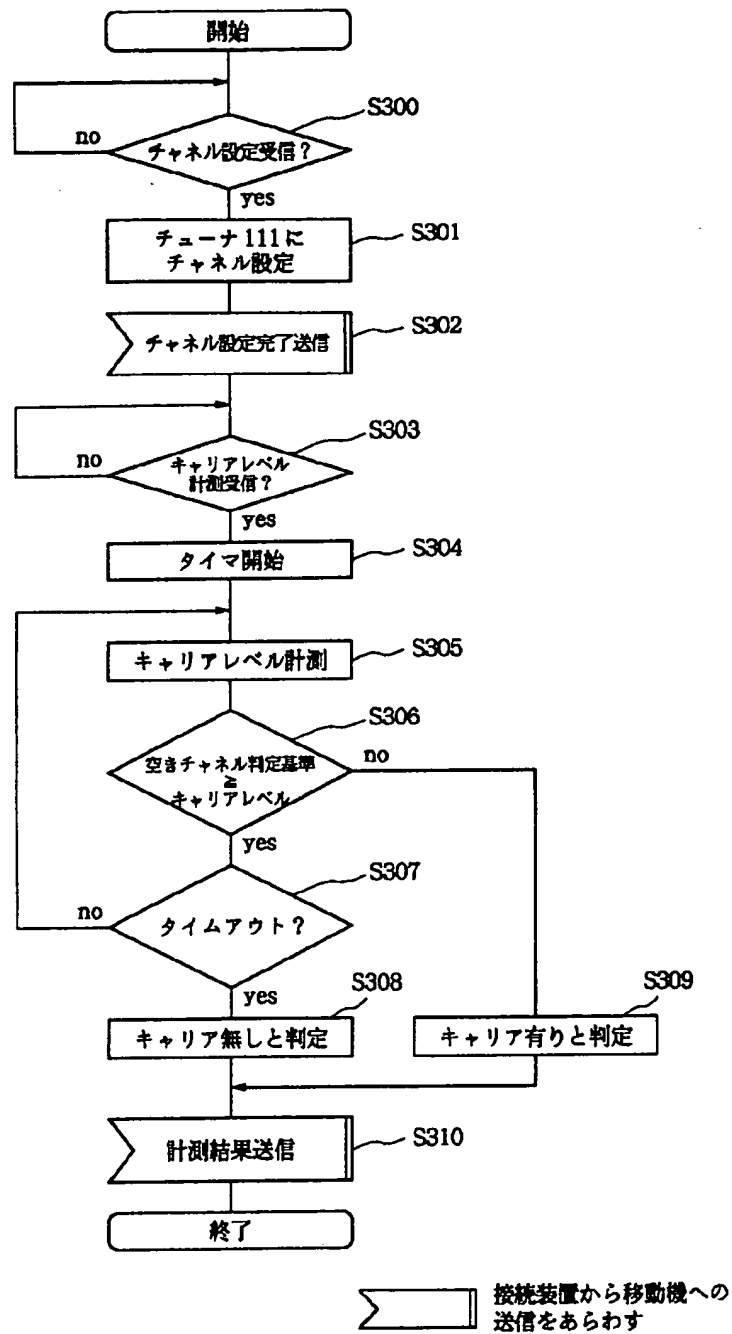 開始
S300
no
チャネル設定受信？
yes
チューナ111に
チャネル設定
S301
チャネル設定完了送信
S302
S303
no
キャリアレベル
計測受信？
yes
タイマ開始
S304
キャリアレベル計測
S305
S306
空きチャネル判定基準
≧
キャリアレベル
no
yes
S307
no
タイムアウト？
yes
S308
キャリア無しと判定
S309
キャリア有りと判定
計測結果送信
S310
終了
接続装置から移動機への
送信をあらわす